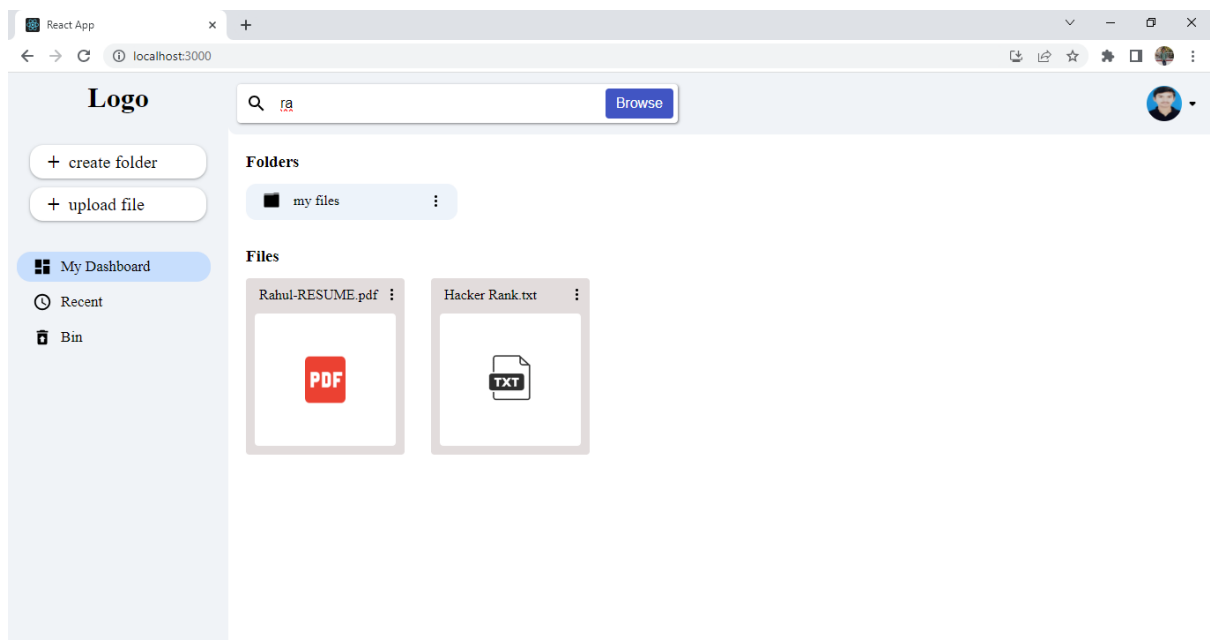 React App
localhost:3000
Logo
ra
Browse
+ create folder
+ upload file
My Dashboard
Recent
Bin
Folders
my files
Files
Rahul-RESUME.pdf
Hacker Rank.txt
PDF
TXT